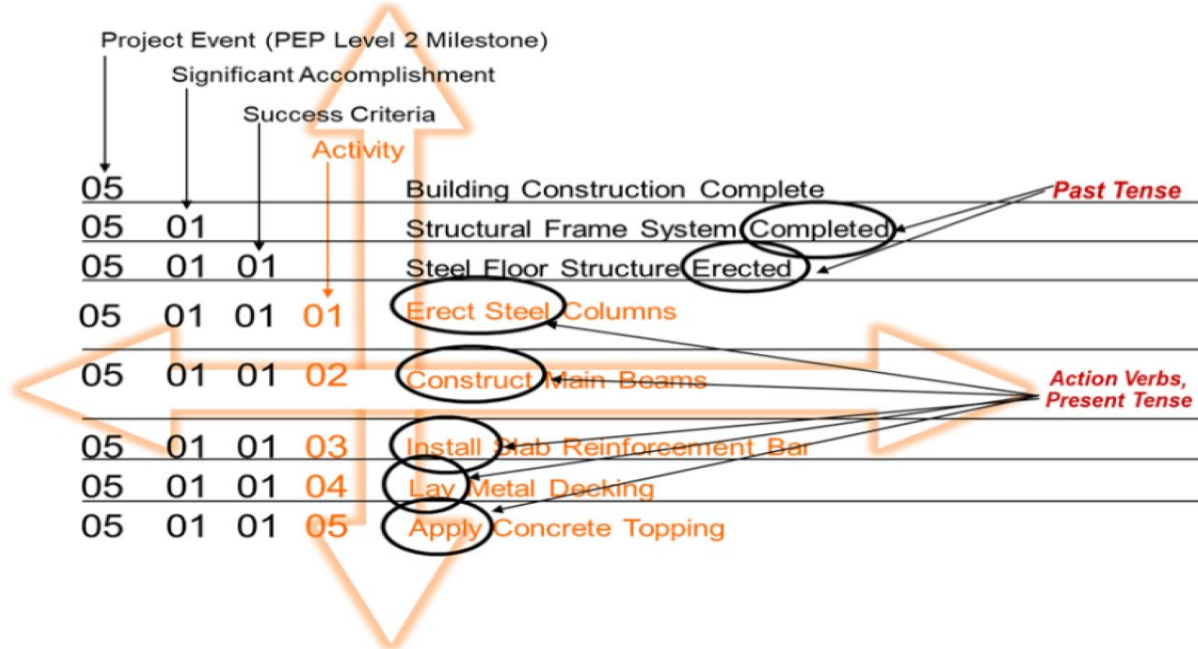 Project Event (PEP Level 2 Milestone)
Significant Accomplishment
Success Criteria
Activity
05 Building Construction Complete
Past Tense
05 01 Structural Frame System Completed
05 01 01 Steel Floor Structure Erected
05 01 01 01 Erect Steel Columns
05 01 01 02 Construct Main Beams
Action Verbs,
Present Tense
05 01 01 03 Install Slab Reinforcement Bar
05 01 01 04 Lay Metal Decking
05 01 01 05 Apply Concrete Topping